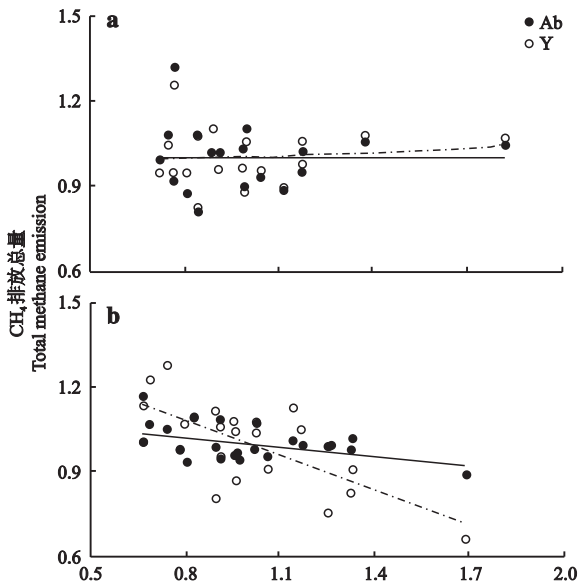 a
Ab
Y
1.5
1.2
0.9
0.6
CH₄排放总量
Total methane emission
b
1.5
1.2
0.9
0.6
0.5
0.8
1.1
1.4
1.7
2.0